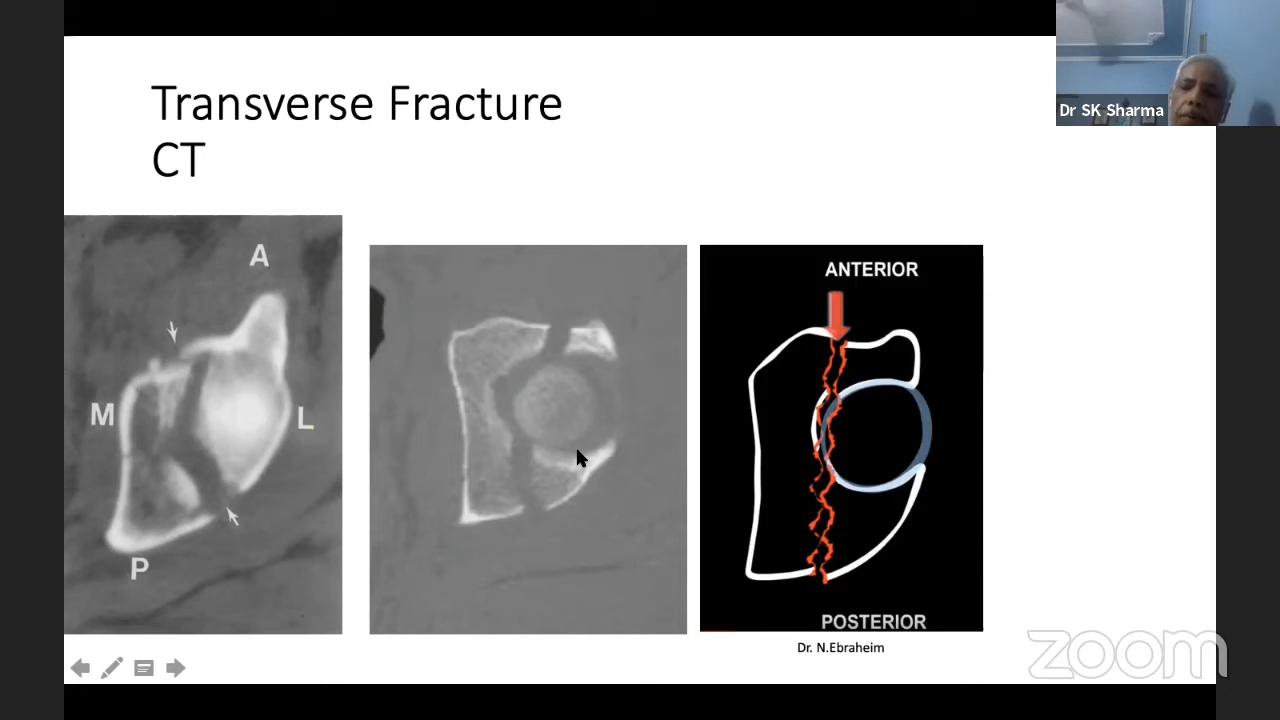 Dr SK Sharma
Transverse Fracture
CT
A
M
L
P
ANTERIOR
POSTERIOR
Dr. N.Ebraheim
zoom